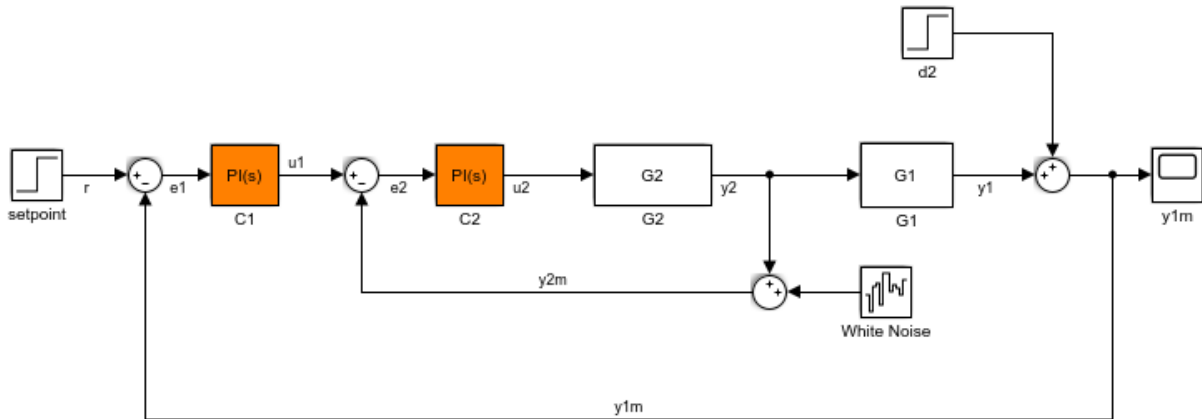 d2
setpoint
r
e1
PI(s)
C1
u1
e2
PI(s)
C2
u2
G2
G2
y2
G1
G1
y1
y1m
y2m
White Noise
y1m